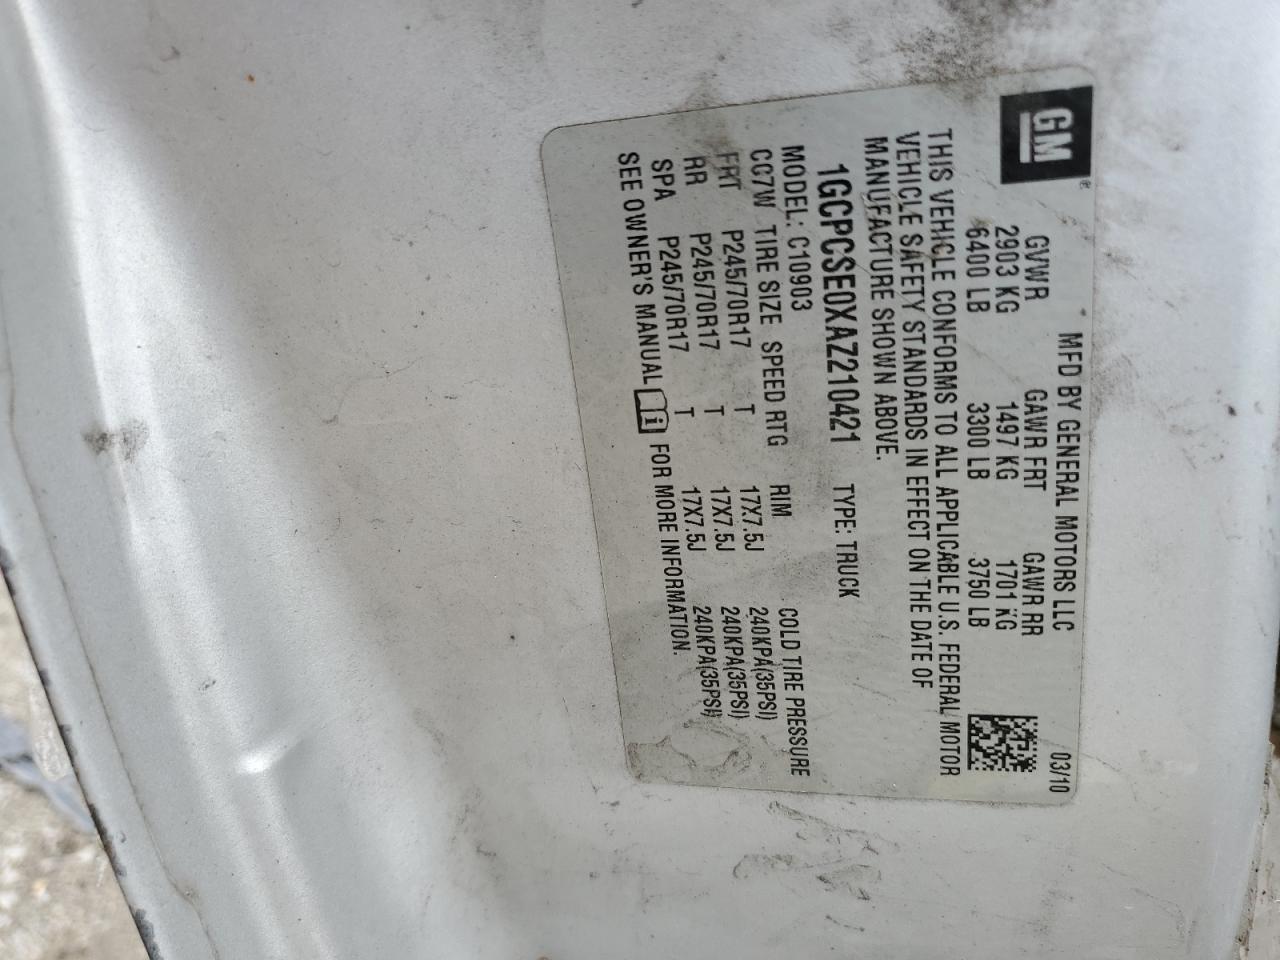 GM
MFD BY GENERAL MOTORS LLC 03/10
GVWR GAWR FRT GAWR RR
2903 KG 1497 KG 1701 KG
6400 LB 3300 LB 3750 LB
THIS VEHICLE CONFORMS TO ALL APPLICABLE U.S. FEDERAL MOTOR
VEHICLE SAFETY STANDARDS IN EFFECT ON THE DATE OF
MANUFACTURE SHOWN ABOVE.
1GCPCSE0XAZ210421 TYPE: TRUCK
MODEL: C10903
CC7W TIRE SIZE SPEED RTG RIM COLD TIRE PRESSURE
FRT P245/70R17 T 17X7.5J 240KPA(35PSI)
RR P245/70R17 T 17X7.5J 240KPA(35PSI)
SPA P245/70R17 T 17X7.5J 240KPA(35PSI)
SEE OWNER'S MANUAL i FOR MORE INFORMATION.